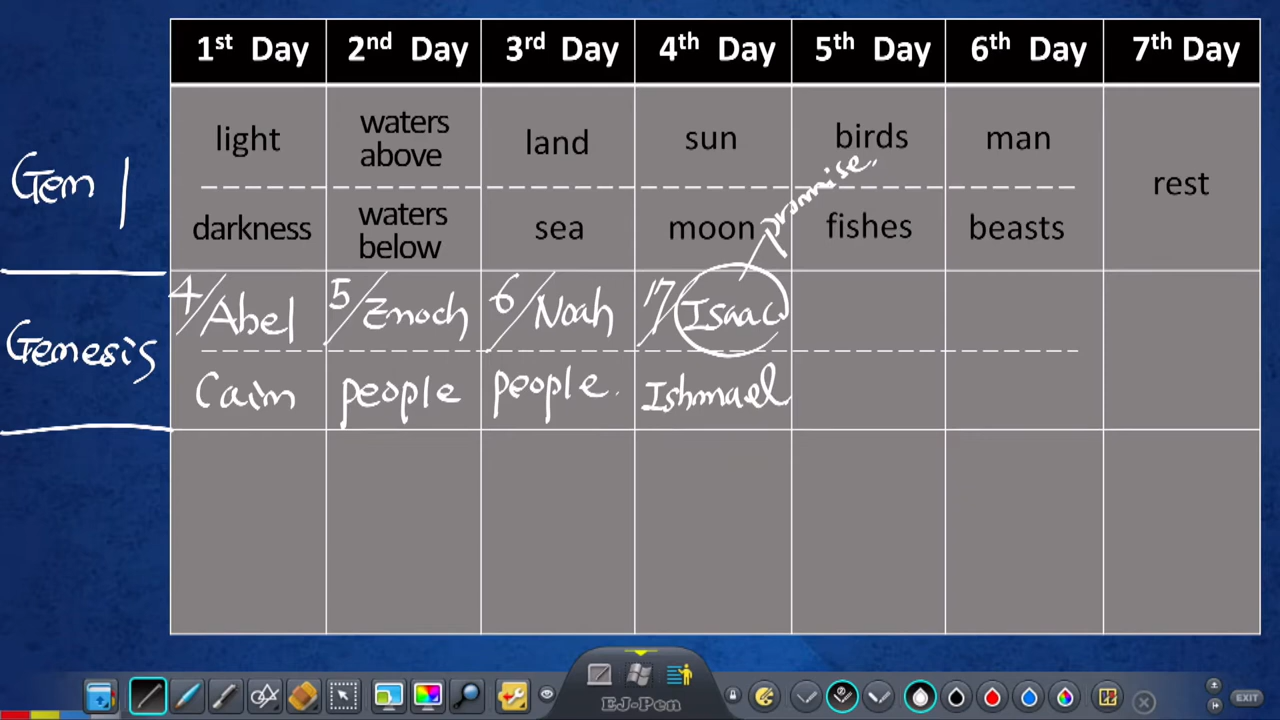 1st Day 2nd Day 3rd Day 4th Day 5th Day 6th Day 7th Day
light waters above land sun birds man rest
darkness waters below sea moon fishes beasts
promise.
Gen 1
Genesis
4/Abel 5/Enoch 6/Noah 17/Isaac
Cain people people. Ishmael
EJ-Pen
EXIT